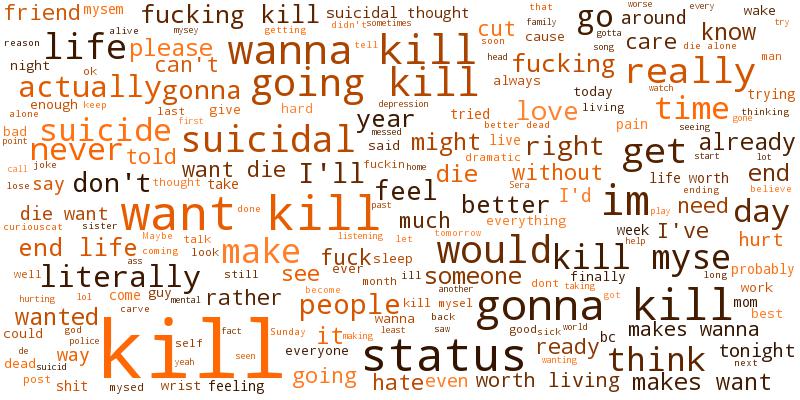 friend mysem fucking kill suicidal thought that go around worse every wake
alive mysey getting didn't sometimes family know try
reason life please wanna kill tell cut soon cause gotta song care die alone
night ok can't going kill head fucking really man
actually gonna always today watch trying
enough keep last give hard depression tried love living time gone thinking
alone suicide first suicidal year messed better dead pain seeing
bad never told said might live right get already
point joke want die I'll fuckin home dramatic die without start lot
call lose say don't thought take feel Sera I'd life worth end
curiouscat die want want kill done past better im need ending believe
sister much everything play day
end life Maybe talk listening let tomorrow would week I've hurt
coming look make fuck sleep kill myse help
well literally ass still see ever someone finally long probably
hurting lol come guy mental rather month ill another dont taking work
wanted carve become people kill mysel gonna kill got mom best
could god fact Sunday it wanna back good sick world bc makes wanna
de police self making least saw
way kill yeah seen everyone status ready think tonight
dead suicid wanting next
post shit mysed wrist feeling going hate even worth living makes want